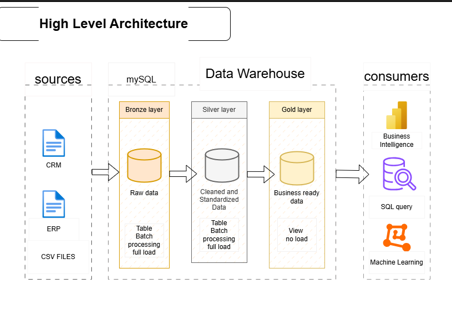 High Level Architecture
sources
mySQL
Data Warehouse
consumers
Bronze layer
Silver layer
Gold layer
CRM
ERP
CSV FILES
Raw data
Table
Batch
processing
full load
Cleaned and
Standardized
Data
Table
Batch
processing
full load
Business ready
data
View
no load
Business
intelligence
SQL query
Machine Learning